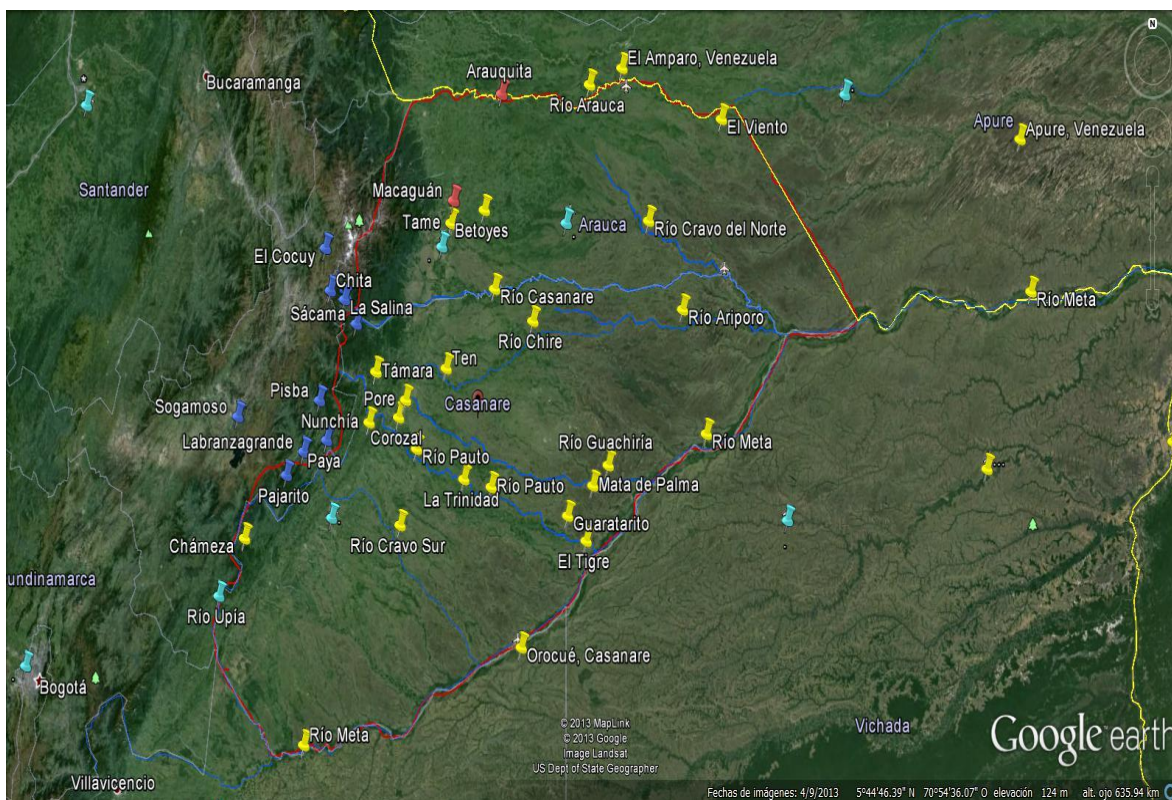 El Amparo, Venezuela
Arauquita
Bucaramanga
Río Arauca
El Viento
Apure
Apure, Venezuela
Santander
Macaguán
Tame
Betoyes
Arauca
Río Cravo del Norte
El Cocuy
Chita
La Salina
Sácama
Río Casanare
Río Ariporo
Río Meta
Río Chire
Ten
Támara
Pisba
Pore
Casanare
Sogamoso
Nunchía
Labranzagrande
Corozal
Río Guachiría
Río Meta
Paya
Río Pauto
Pajarito
La Trinidad
Río Pauto
Mata de Palma
...
Guaratarito
Chámeza
Río Cravo Sur
El Tigre
undinamarca
Río Upía
Orocué, Casanare
Bogotá
Río Meta
Vichada
Villavicencio
N
© 2013 MapLink
© 2013 Google
Image Landsat
US Dept of State Geographer
Google earth
Fechas de imágenes: 4/9/2013 5°44'46.39" N 70°54'36.07" O elevación 124 m alt. ojo 635.94 km